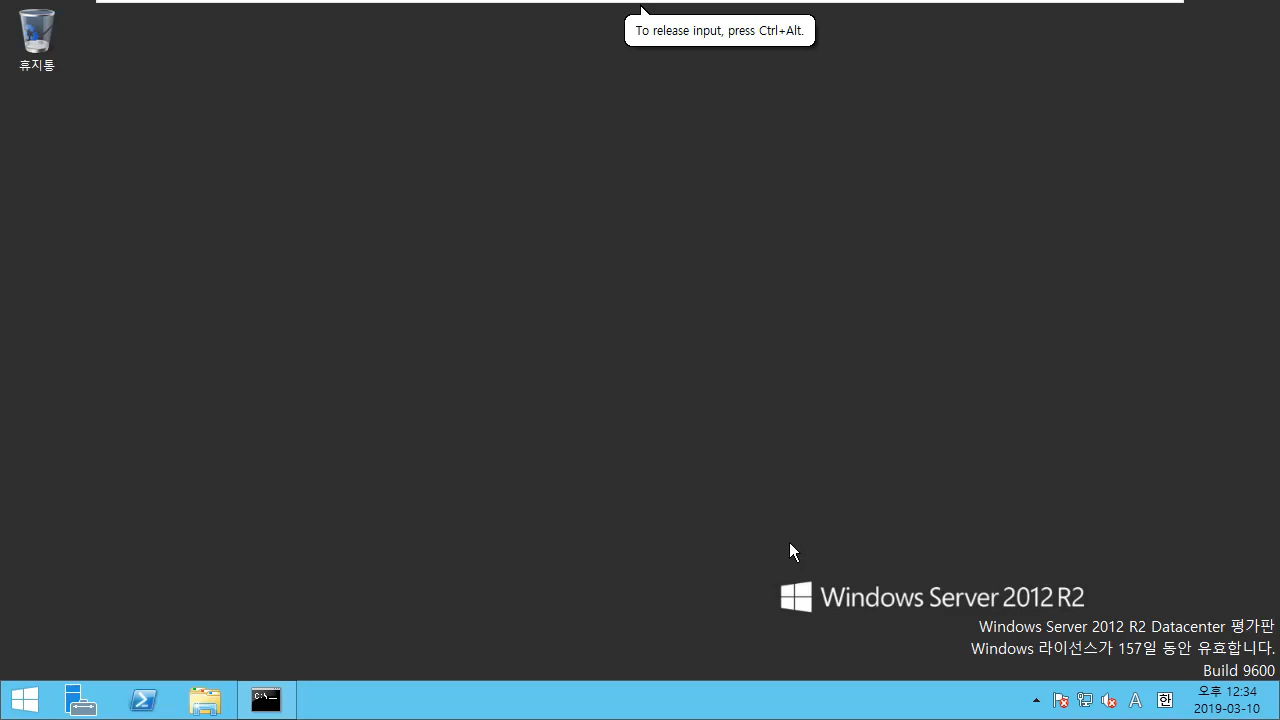 To release input, press Ctrl+Alt.
휴지통
Windows Server 2012 R2
Windows Server 2012 R2 Datacenter 평가판
Windows 라이선스가 157일 동안 유효합니다.
Build 9600
C:\_
A
한
오후 12:34
2019-03-10